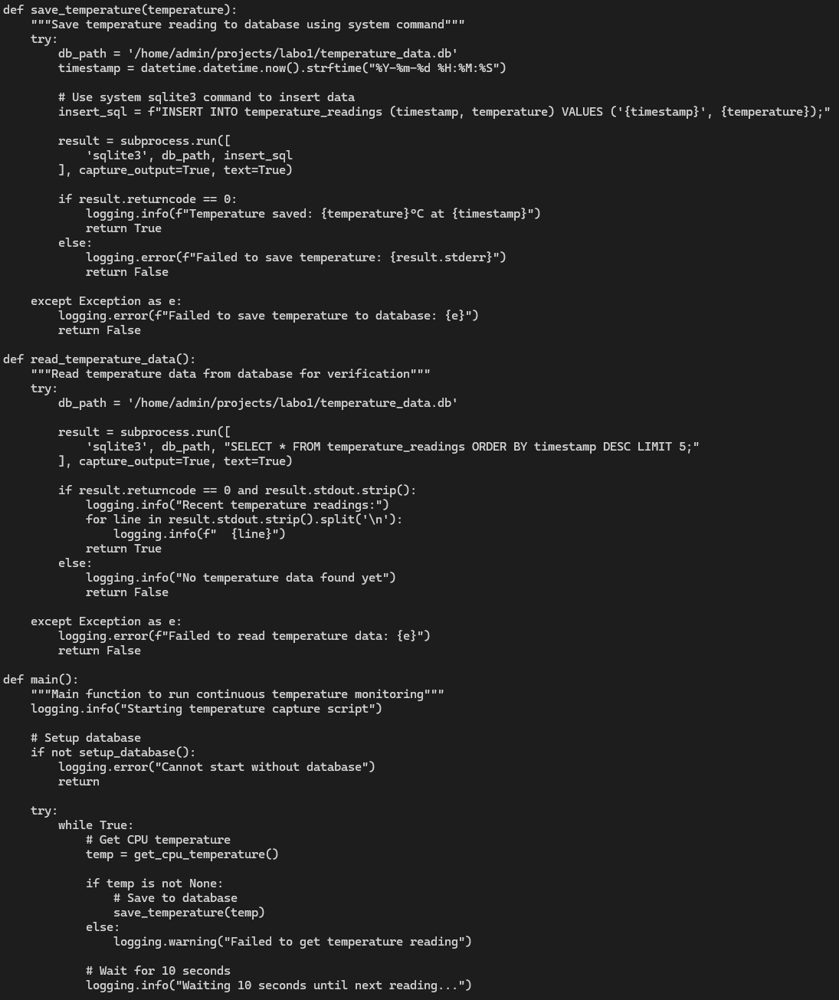 def save_temperature(temperature):
    """Save temperature reading to database using system command"""
    try:
        db_path = '/home/admin/projects/labo1/temperature_data.db'
        timestamp = datetime.datetime.now().strftime("%Y-%m-%d %H:%M:%S")

        # Use system sqlite3 command to insert data
        insert_sql = f"INSERT INTO temperature_readings (timestamp, temperature) VALUES ('{timestamp}', {temperature});"

        result = subprocess.run([
            'sqlite3', db_path, insert_sql
        ], capture_output=True, text=True)

        if result.returncode == 0:
            logging.info(f"Temperature saved: {temperature}°C at {timestamp}")
            return True
        else:
            logging.error(f"Failed to save temperature: {result.stderr}")
            return False

    except Exception as e:
        logging.error(f"Failed to save temperature to database: {e}")
        return False

def read_temperature_data():
    """Read temperature data from database for verification"""
    try:
        db_path = '/home/admin/projects/labo1/temperature_data.db'

        result = subprocess.run([
            'sqlite3', db_path, "SELECT * FROM temperature_readings ORDER BY timestamp DESC LIMIT 5;"
        ], capture_output=True, text=True)

        if result.returncode == 0 and result.stdout.strip():
            logging.info("Recent temperature readings:")
            for line in result.stdout.strip().split('\n'):
                logging.info(f"  {line}")
            return True
        else:
            logging.info("No temperature data found yet")
            return False

    except Exception as e:
        logging.error(f"Failed to read temperature data: {e}")
        return False

def main():
    """Main function to run continuous temperature monitoring"""
    logging.info("Starting temperature capture script")

    # Setup database
    if not setup_database():
        logging.error("Cannot start without database")
        return

    try:
        while True:
            # Get CPU temperature
            temp = get_cpu_temperature()

            if temp is not None:
                # Save to database
                save_temperature(temp)
            else:
                logging.warning("Failed to get temperature reading")

            # Wait for 10 seconds
            logging.info("Waiting 10 seconds until next reading...")